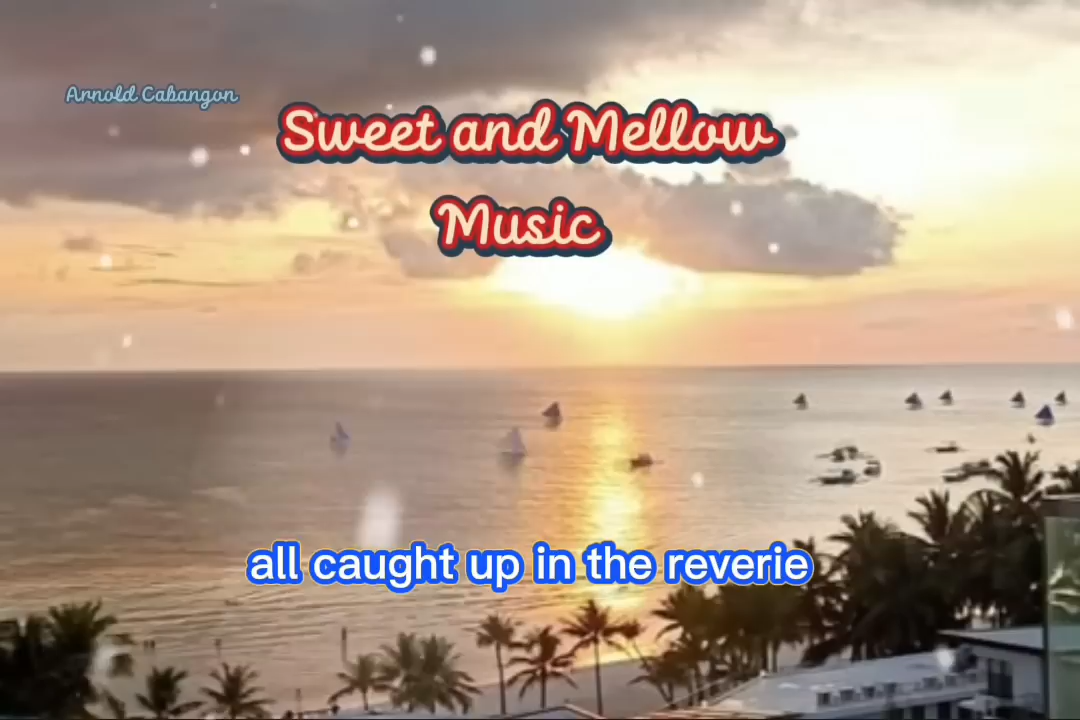 Arnold Cabangon
Sweet and Mellow
Music
all caught up in the reverie